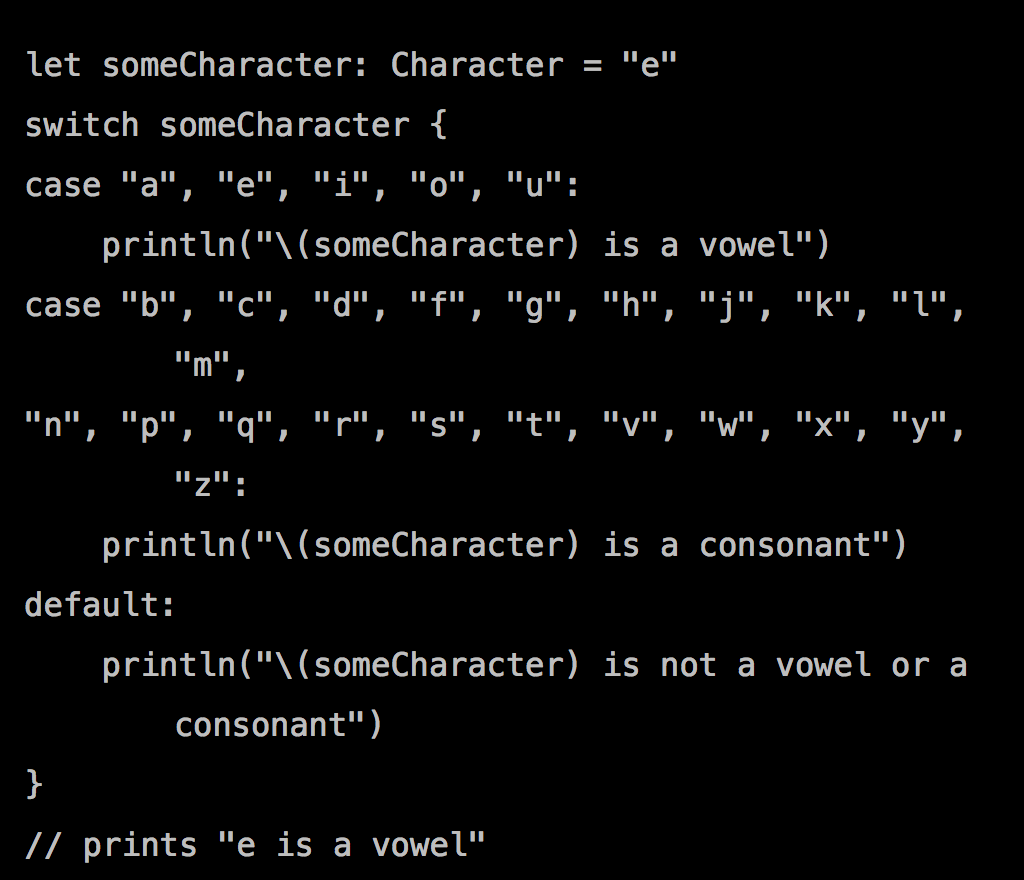 let someCharacter: Character = "e"
switch someCharacter {
case "a", "e", "i", "o", "u":
    println("\(someCharacter) is a vowel")
case "b", "c", "d", "f", "g", "h", "j", "k", "l",
        "m",
"n", "p", "q", "r", "s", "t", "v", "w", "x", "y",
        "z":
    println("\(someCharacter) is a consonant")
default:
    println("\(someCharacter) is not a vowel or a
        consonant")
}
// prints "e is a vowel"